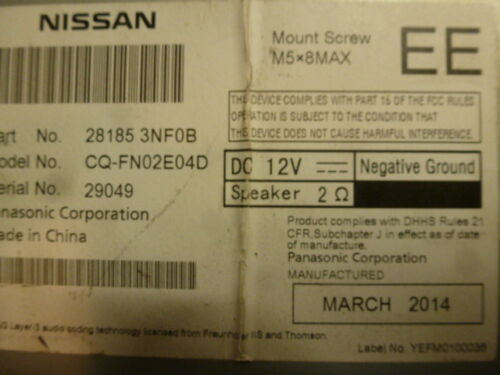 NISSAN
Mount Screw
M5×8MAX
EE
THIS DEVICE COMPLIES WITH PART 15 OF THE FCC RULES
OPERATION IS SUBJECT TO THE CONDITION THAT
THIS DEVICE DOES NOT CAUSE HARMFUL INTERFERENCE.
art No. 28185 3NF0B
odel No. CQ-FN02E04D
erial No. 29049
anasonic Corporation
ade in China
DC 12V Negative Ground
Speaker 2 Ω
Product complies with DHHS Rules 21
CFR, Subchapter J in effect as of date
of manufacture.
Panasonic Corporation
MANUFACTURED
MARCH 2014
G Layer-3 audio coding technology licensed from Fraunhofer IIS and Thomson.
Label No. YEFM0100036